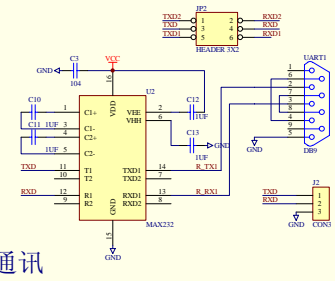 JP2
TXD2 1 2 RXD2
TXD3 3 4 RXD3
TXD1 5 6 RXD1
HEADER 3X2
C3
GND
104
VCC
16
U2
C10
1
C1+
VDD
VEE
2
C12
1UF
3
C1-
VHH
6
C11 1UF
4
C2+
C13
GND
1UF
5
C2-
1UF
TXD
11
T1
TXD1
14
R_TX1
10
T2
TXD2
7
RXD
12
R1
RXD1
13
R_RX1
9
R2
RXD2
8
GND
MAX232
15
GND
UART1
1
6
2
7
3
8
4
9
5
GND
DB9
J2
TXD
1
RXD
2
3
GND
CON3
通讯